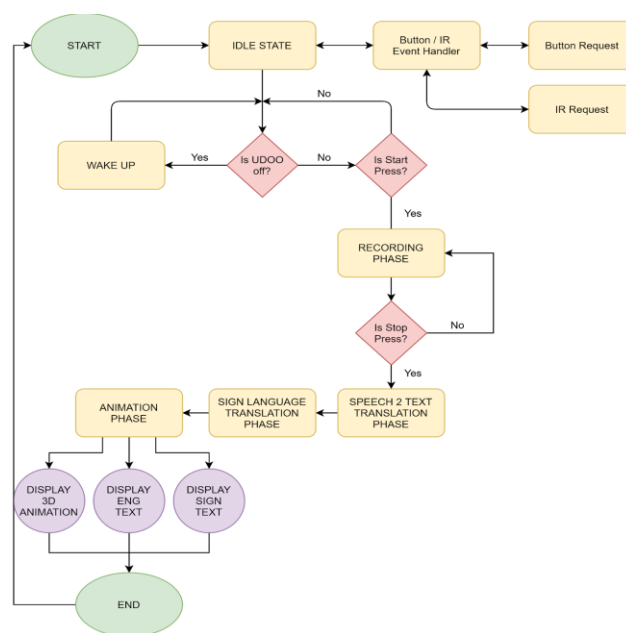 START
IDLE STATE
Button / IR
Event Handler
Button Request
IR Request
No
WAKE UP
Yes
Is UDOO
off?
No
Is Start
Press?
Yes
RECORDING
PHASE
Is Stop
Press?
No
Yes
ANIMATION
PHASE
SIGN LANGUAGE
TRANSLATION
PHASE
SPEECH 2 TEXT
TRANSLATION
PHASE
DISPLAY
3D
ANIMATION
DISPLAY
ENG
TEXT
DISPLAY
SIGN
TEXT
END